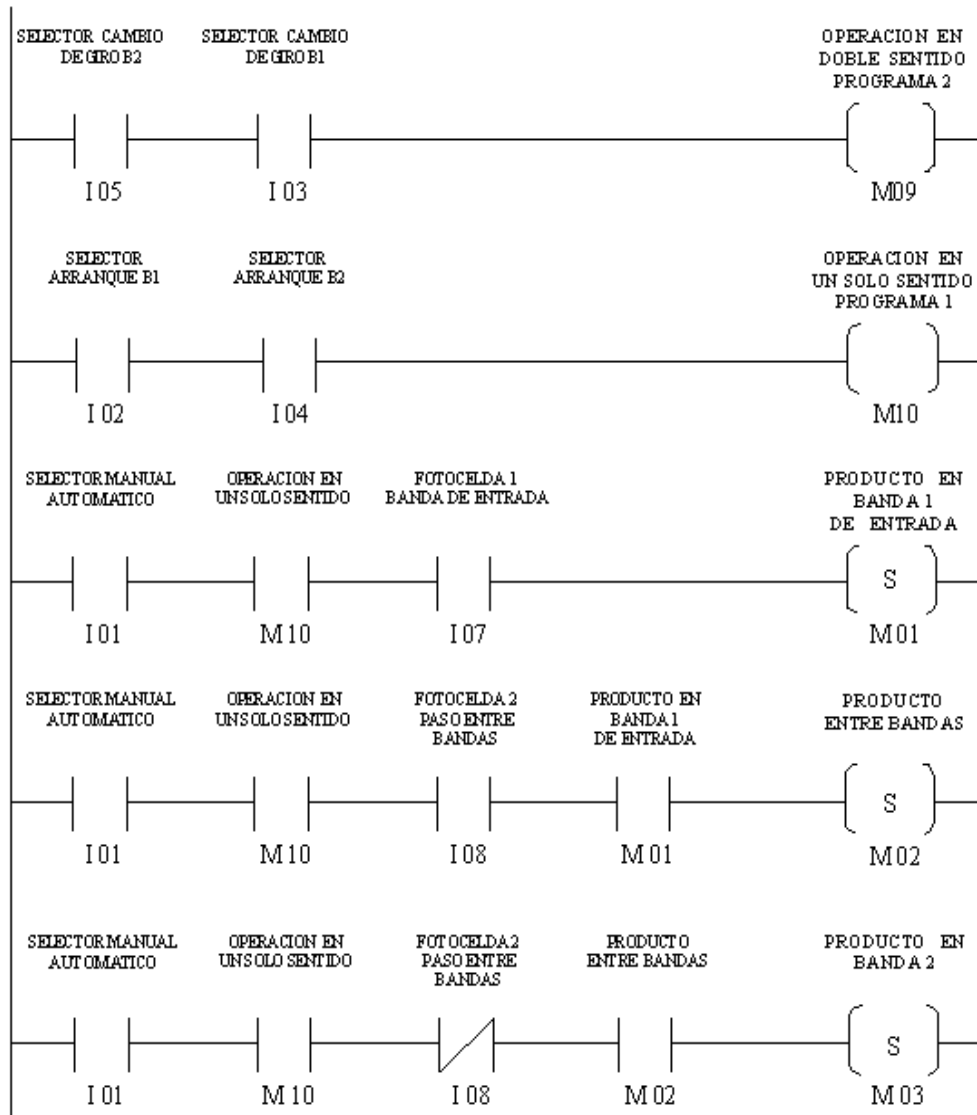 SELECTOR CAMBIO
DE GIRO B2
SELECTOR CAMBIO
DE GIRO B1
OPERACION EN
DOBLE SENTIDO
PROGRAMA 2
I 05
I 03
M09
SELECTOR
ARRANQUE B1
SELECTOR
ARRANQUE B2
OPERACION EN
UN SOLO SENTIDO
PROGRAMA 1
I 02
I 04
M10
SELECTOR MANUAL
AUTOMATICO
OPERACION EN
UN SOLO SENTIDO
FOTOCELDA 1
BANDA DE ENTRADA
PRODUCTO EN
BANDA 1
DE ENTRADA
S
I 01
M 10
I 07
M 01
SELECTOR MANUAL
AUTOMATICO
OPERACION EN
UN SOLO SENTIDO
FOTOCELDA 2
PASO ENTRE
BANDAS
PRODUCTO EN
BANDA 1
DE ENTRADA
PRODUCTO
ENTRE BANDAS
S
I 01
M 10
I 08
M 01
M 02
SELECTOR MANUAL
AUTOMATICO
OPERACION EN
UN SOLO SENTIDO
FOTOCELDA 2
PASO ENTRE
BANDAS
PRODUCTO
ENTRE BANDAS
PRODUCTO EN
BANDA 2
S
I 01
M 10
I 08
M 02
M 03